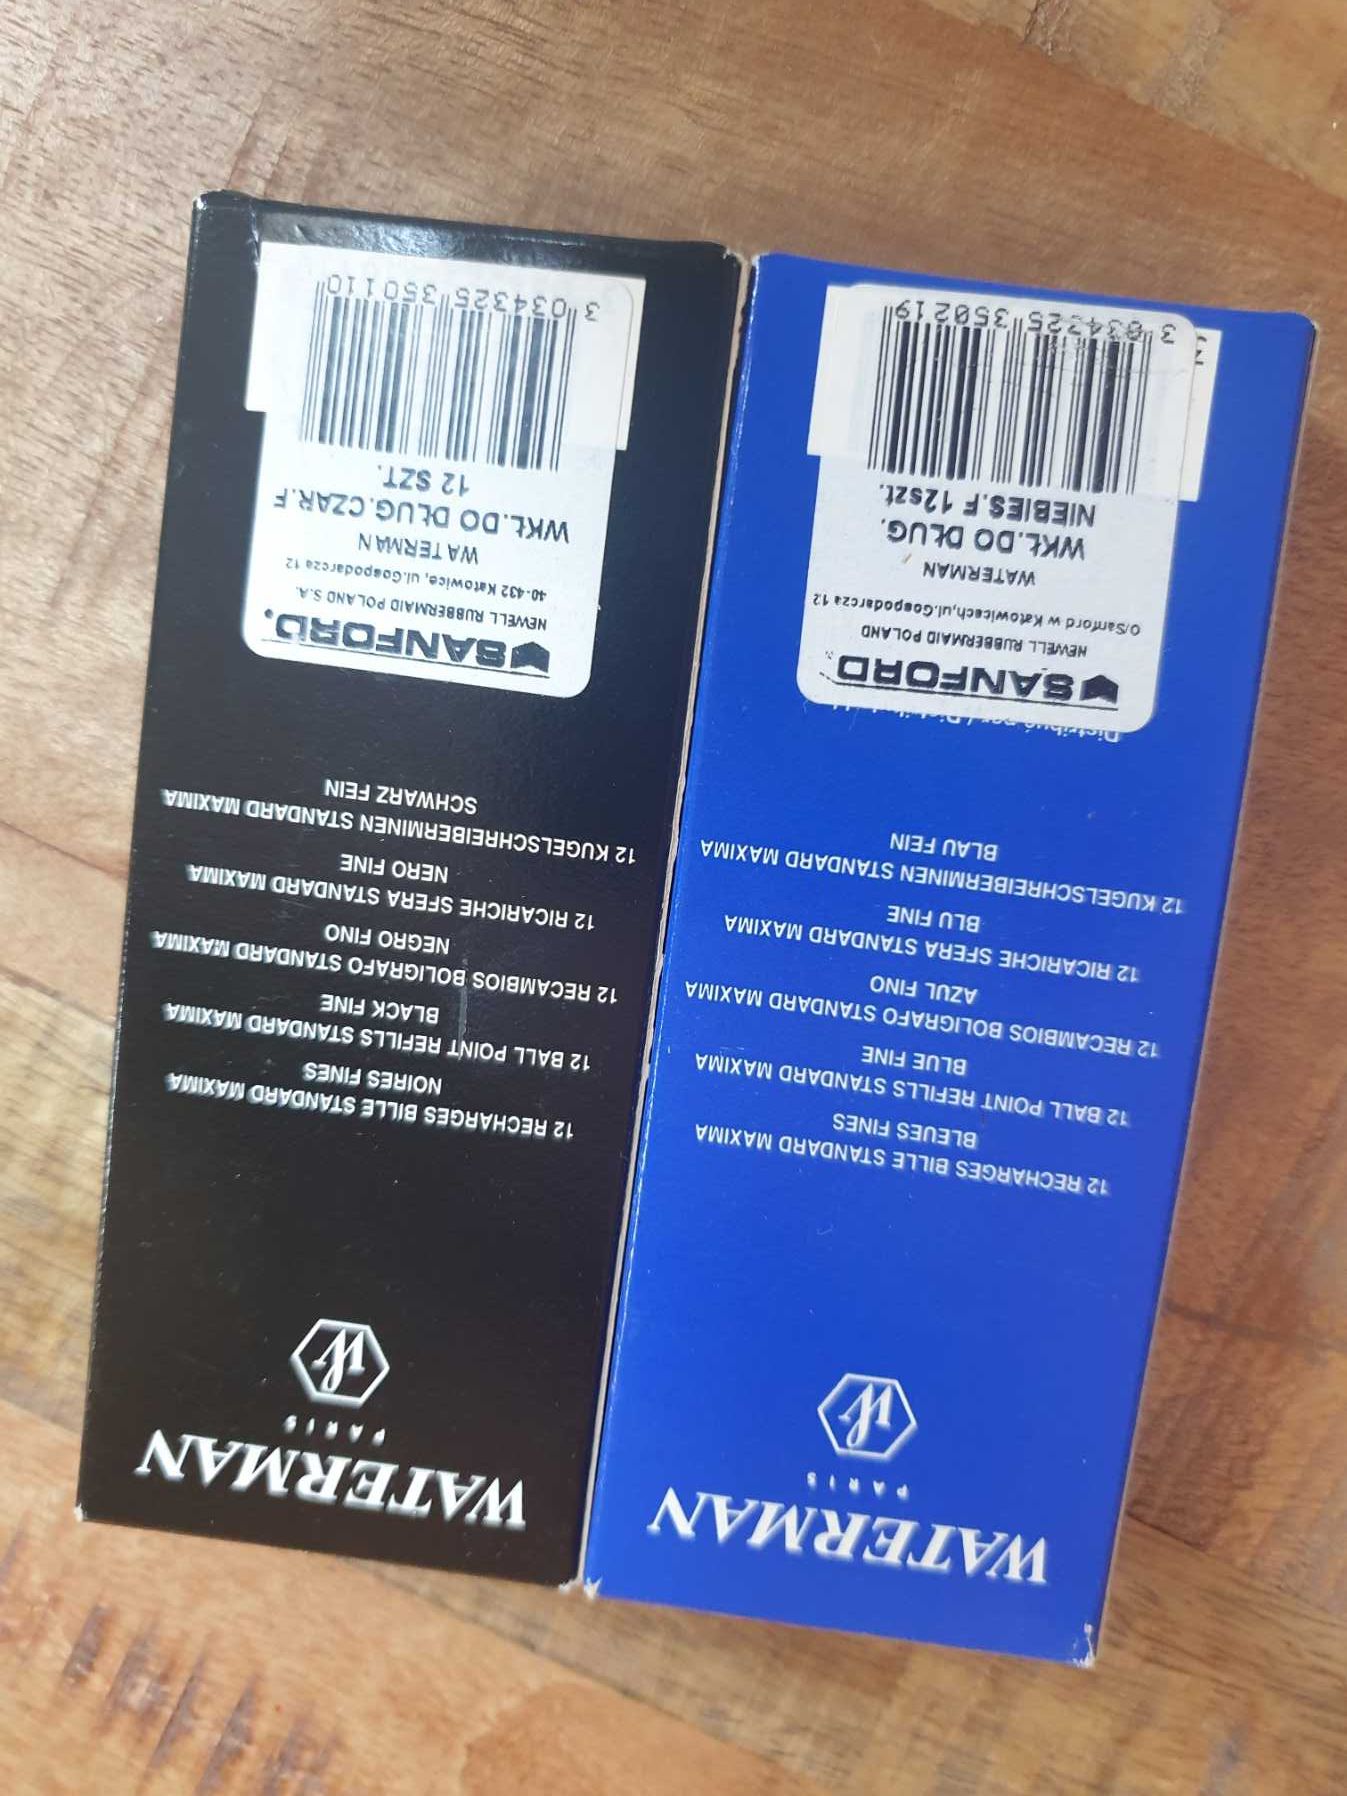 WATERMAN
PARIS
12 RECHARGES BILLE STANDARD MAXIMA
NOIRES FINES
12 BALL POINT REFILLS STANDARD MAXIMA
BLACK FINE
12 RECAMBIOS BOLIGRAFO STANDARD MAXIMA
NEGRO FINO
12 RICARICHE SFERA STANDARD MAXIMA
NERO FINE
12 KUGELSCHREIBERMINEN STANDARD MAXIMA
SCHWARZ FEIN
SANFORD.
NEWELL RUBBERMAID POLAND S.A.
40-432 Katowice, ul.Gospodarcza 12
WATERMAN
WKŁ.DO DŁUG.CZAR.F
12 SZT.
3 034325 350110
WATERMAN
PARIS
12 RECHARGES BILLE STANDARD MAXIMA
BLEUES FINES
12 BALL POINT REFILLS STANDARD MAXIMA
BLUE FINE
12 RECAMBIOS BOLIGRAFO STANDARD MAXIMA
AZUL FINO
12 RICARICHE SFERA STANDARD MAXIMA
BLU FINE
12 KUGELSCHREIBERMINEN STANDARD MAXIMA
BLAU FEIN
SANFORD
NEWELL RUBBERMAID POLAND
O/Sanford w Katowicach,ul.Gospodarcza 12
WATERMAN
WKŁ.DO DŁUG.
NIEBIES.F 12szt.
3 034325 350219
3